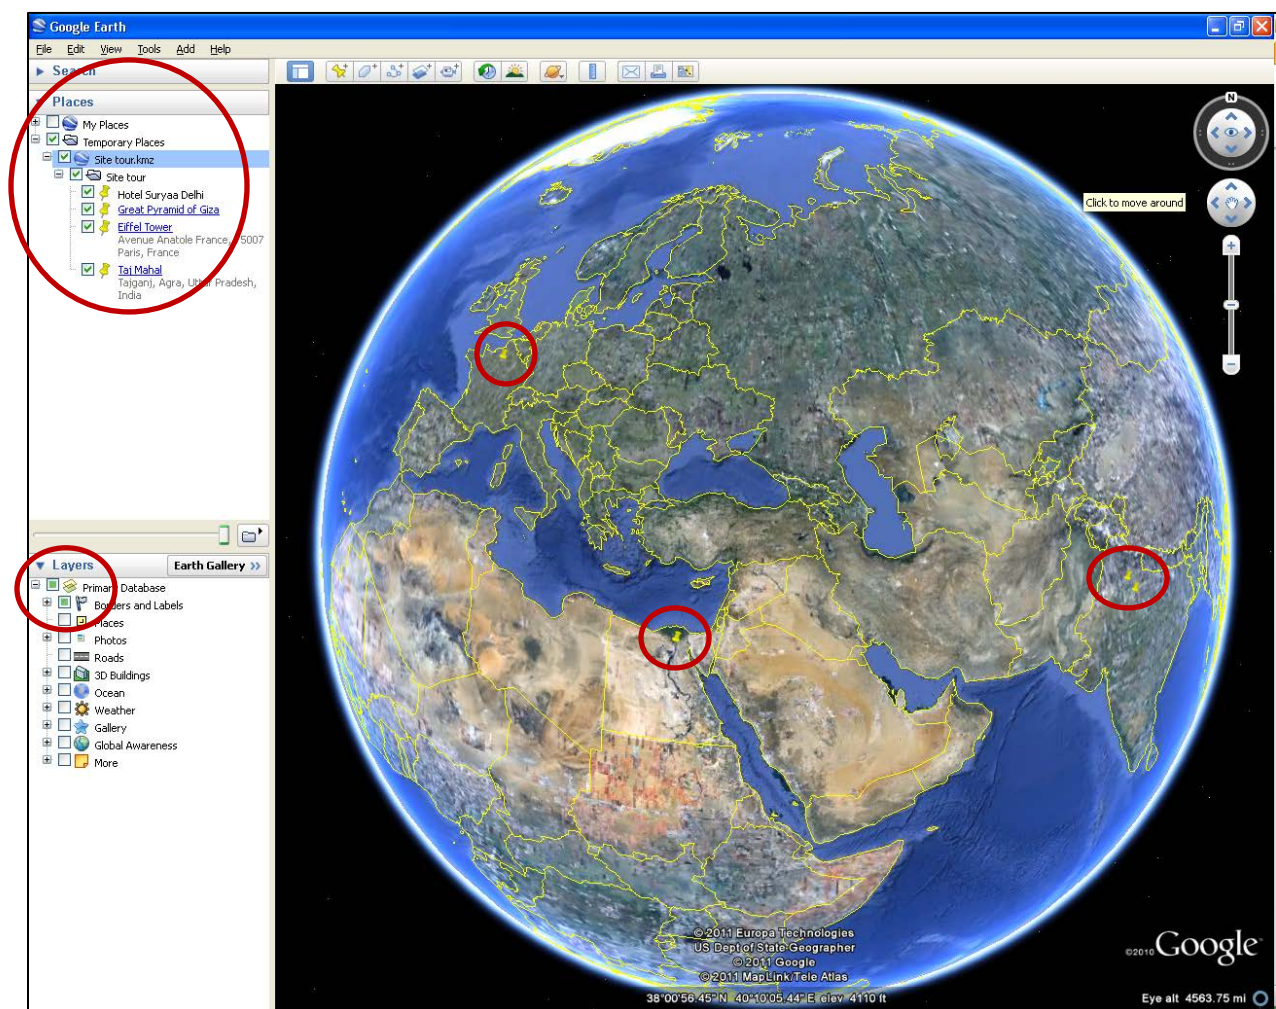 Google Earth
File Edit View Tools Add Help
Search
Places
My Places
Temporary Places
Site tour.kmz
Site tour
Hotel Suryaa Delhi
Great Pyramid of Giza
Eiffel Tower
Avenue Anatole France, 75007
Paris, France
Taj Mahal
Tajganj, Agra, Uttar Pradesh,
India
Layers Earth Gallery >>
Primary Database
Borders and Labels
Places
Photos
Roads
3D Buildings
Ocean
Weather
Gallery
Global Awareness
More
N
Click to move around
© 2011 Europa Technologies
US Dept of State Geographer
© 2011 Google
© 2011 MapLink/Tele Atlas
©2010 Google
38°00'56.45" N 40°10'05.44" E elev 4110 ft
Eye alt 4563.75 mi